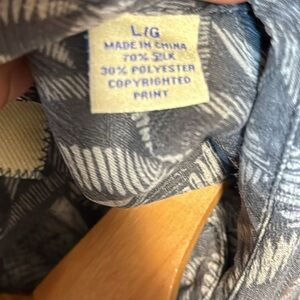 L/G
MADE IN CHINA
70% SILK
30% POLYESTER
COPYRIGHTED
PRINT